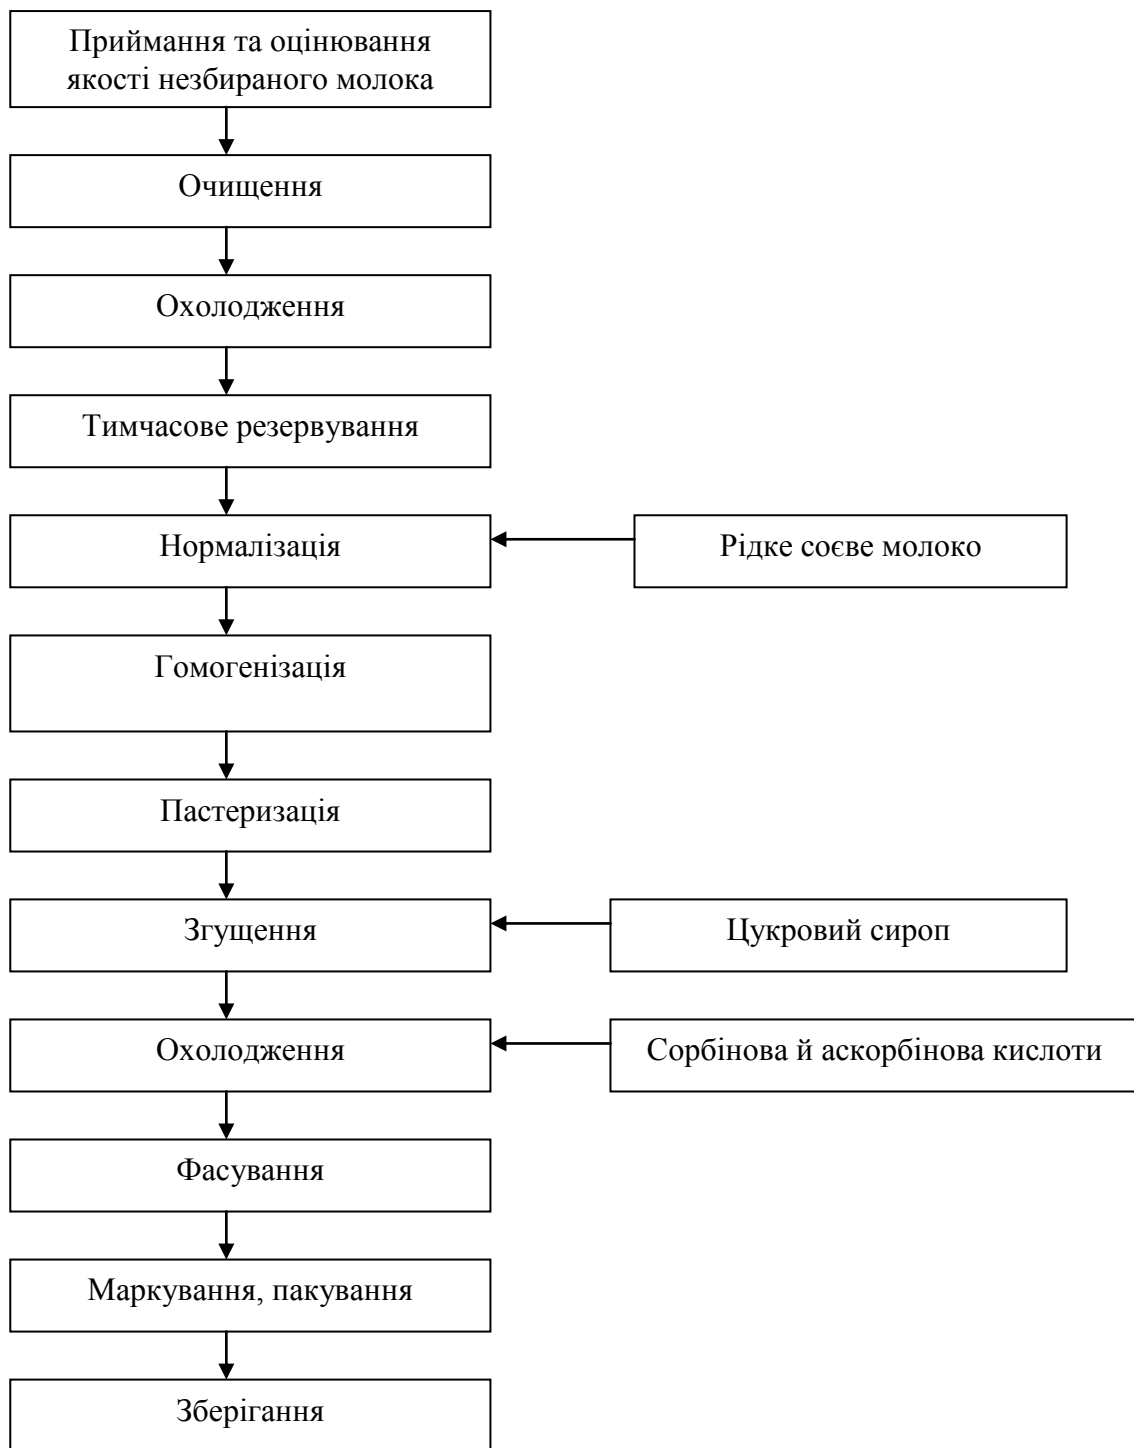 Приймання та оцінювання
якості незбираного молока
Очищення
Охолодження
Тимчасове резервування
Нормалізація
Рідке соєве молоко
Гомогенізація
Пастеризація
Згущення
Цукровий сироп
Охолодження
Сорбінова й аскорбінова кислоти
Фасування
Маркування, пакування
Зберігання